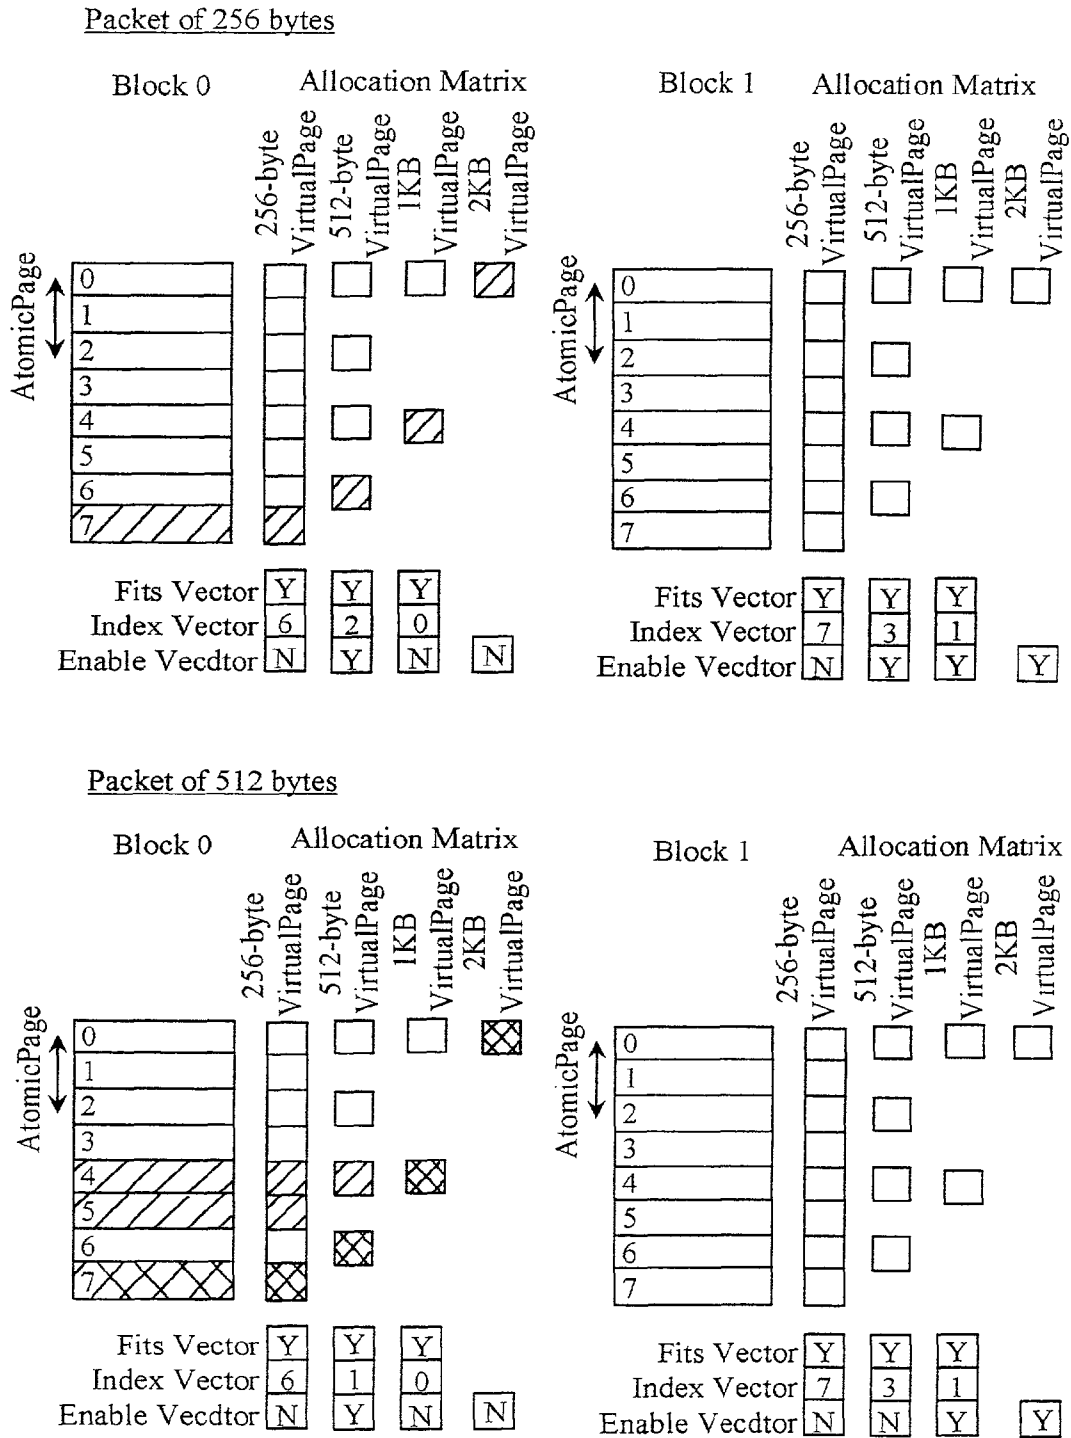 Packet of 256 bytes
Block 0
Allocation Matrix
256-byte
VirtualPage
512-byte
VirtualPage
1KB
VirtualPage
2KB
VirtualPage
AtomicPage
0
1
2
3
4
5
6
7
Fits Vector Y Y Y
Index Vector 6 2 0
Enable Vecdtor N Y N N
Block 1
Allocation Matrix
256-byte
VirtualPage
512-byte
VirtualPage
1KB
VirtualPage
2KB
VirtualPage
AtomicPage
0
1
2
3
4
5
6
7
Fits Vector Y Y Y
Index Vector 7 3 1
Enable Vecdtor N Y Y Y
Packet of 512 bytes
Block 0
Allocation Matrix
256-byte
VirtualPage
512-byte
VirtualPage
1KB
VirtualPage
2KB
VirtualPage
AtomicPage
0
1
2
3
4
5
6
7
Fits Vector Y Y Y
Index Vector 6 1 0
Enable Vecdtor N Y N N
Block 1
Allocation Matrix
256-byte
VirtualPage
512-byte
VirtualPage
1KB
VirtualPage
2KB
VirtualPage
AtomicPage
0
1
2
3
4
5
6
7
Fits Vector Y Y Y
Index Vector 7 3 1
Enable Vecdtor N N Y Y